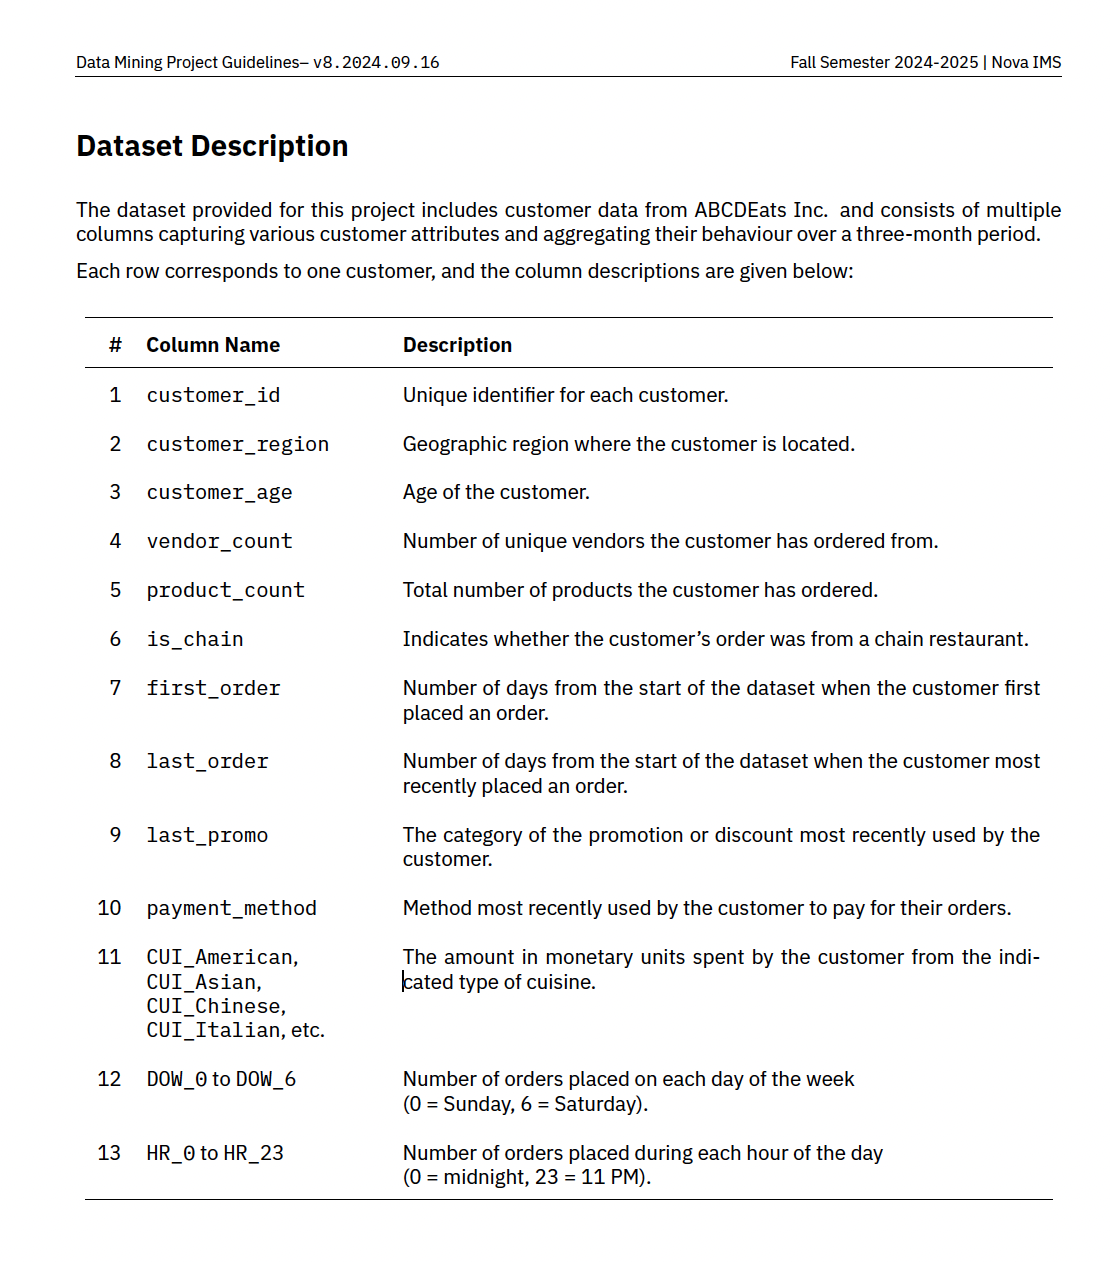 Data Mining Project Guidelines– v8.2024.09.16
Fall Semester 2024-2025 | Nova IMS
Dataset Description
The dataset provided for this project includes customer data from ABCDEats Inc. and consists of multiple
columns capturing various customer attributes and aggregating their behaviour over a three-month period.
Each row corresponds to one customer, and the column descriptions are given below:
# Column Name Description
1 customer_id Unique identifier for each customer.
2 customer_region Geographic region where the customer is located.
3 customer_age Age of the customer.
4 vendor_count Number of unique vendors the customer has ordered from.
5 product_count Total number of products the customer has ordered.
6 is_chain Indicates whether the customer’s order was from a chain restaurant.
7 first_order Number of days from the start of the dataset when the customer first
placed an order.
8 last_order Number of days from the start of the dataset when the customer most
recently placed an order.
9 last_promo The category of the promotion or discount most recently used by the
customer.
10 payment_method Method most recently used by the customer to pay for their orders.
11 CUI_American, The amount in monetary units spent by the customer from the indi-
CUI_Asian, cated type of cuisine.
CUI_Chinese,
CUI_Italian, etc.
12 DOW_0 to DOW_6 Number of orders placed on each day of the week
(0 = Sunday, 6 = Saturday).
13 HR_0 to HR_23 Number of orders placed during each hour of the day
(0 = midnight, 23 = 11 PM).